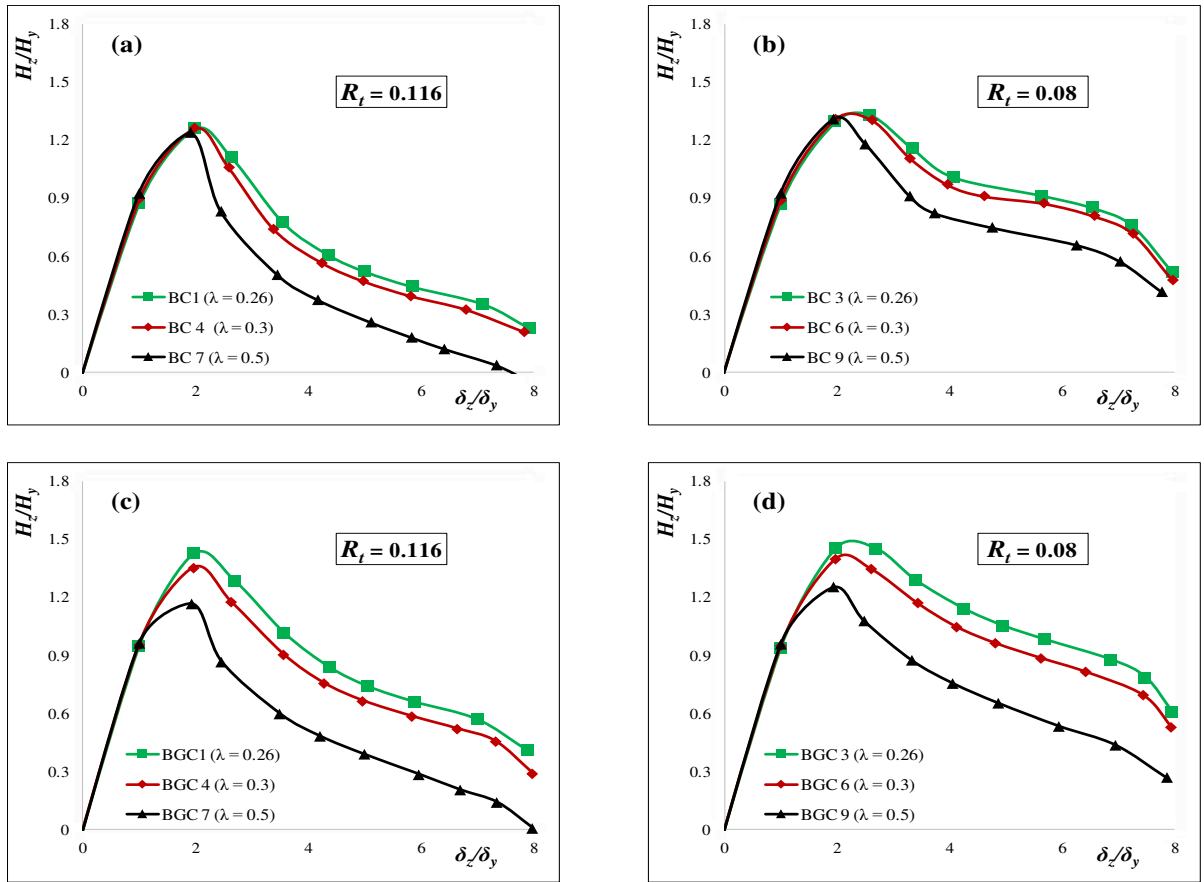 (a)
R_t = 0.116
H_z/H_y
1.8
1.5
1.2
0.9
0.6
0.3
0
BC1 (λ = 0.26)
BC 4 (λ = 0.3)
BC 7 (λ = 0.5)
0 2 4 6 8
δ_z/δ_y
(b)
R_t = 0.08
H_z/H_y
1.8
1.5
1.2
0.9
0.6
0.3
0
BC 3 (λ = 0.26)
BC 6 (λ = 0.3)
BC 9 (λ = 0.5)
0 2 4 6 8
δ_z/δ_y
(c)
R_t = 0.116
H_z/H_y
1.8
1.5
1.2
0.9
0.6
0.3
0
BGC1 (λ = 0.26)
BGC 4 (λ = 0.3)
BGC 7 (λ = 0.5)
0 2 4 6 8
δ_z/δ_y
(d)
R_t = 0.08
H_z/H_y
1.8
1.5
1.2
0.9
0.6
0.3
0
BGC 3 (λ = 0.26)
BGC 6 (λ = 0.3)
BGC 9 (λ = 0.5)
0 2 4 6 8
δ_z/δ_y